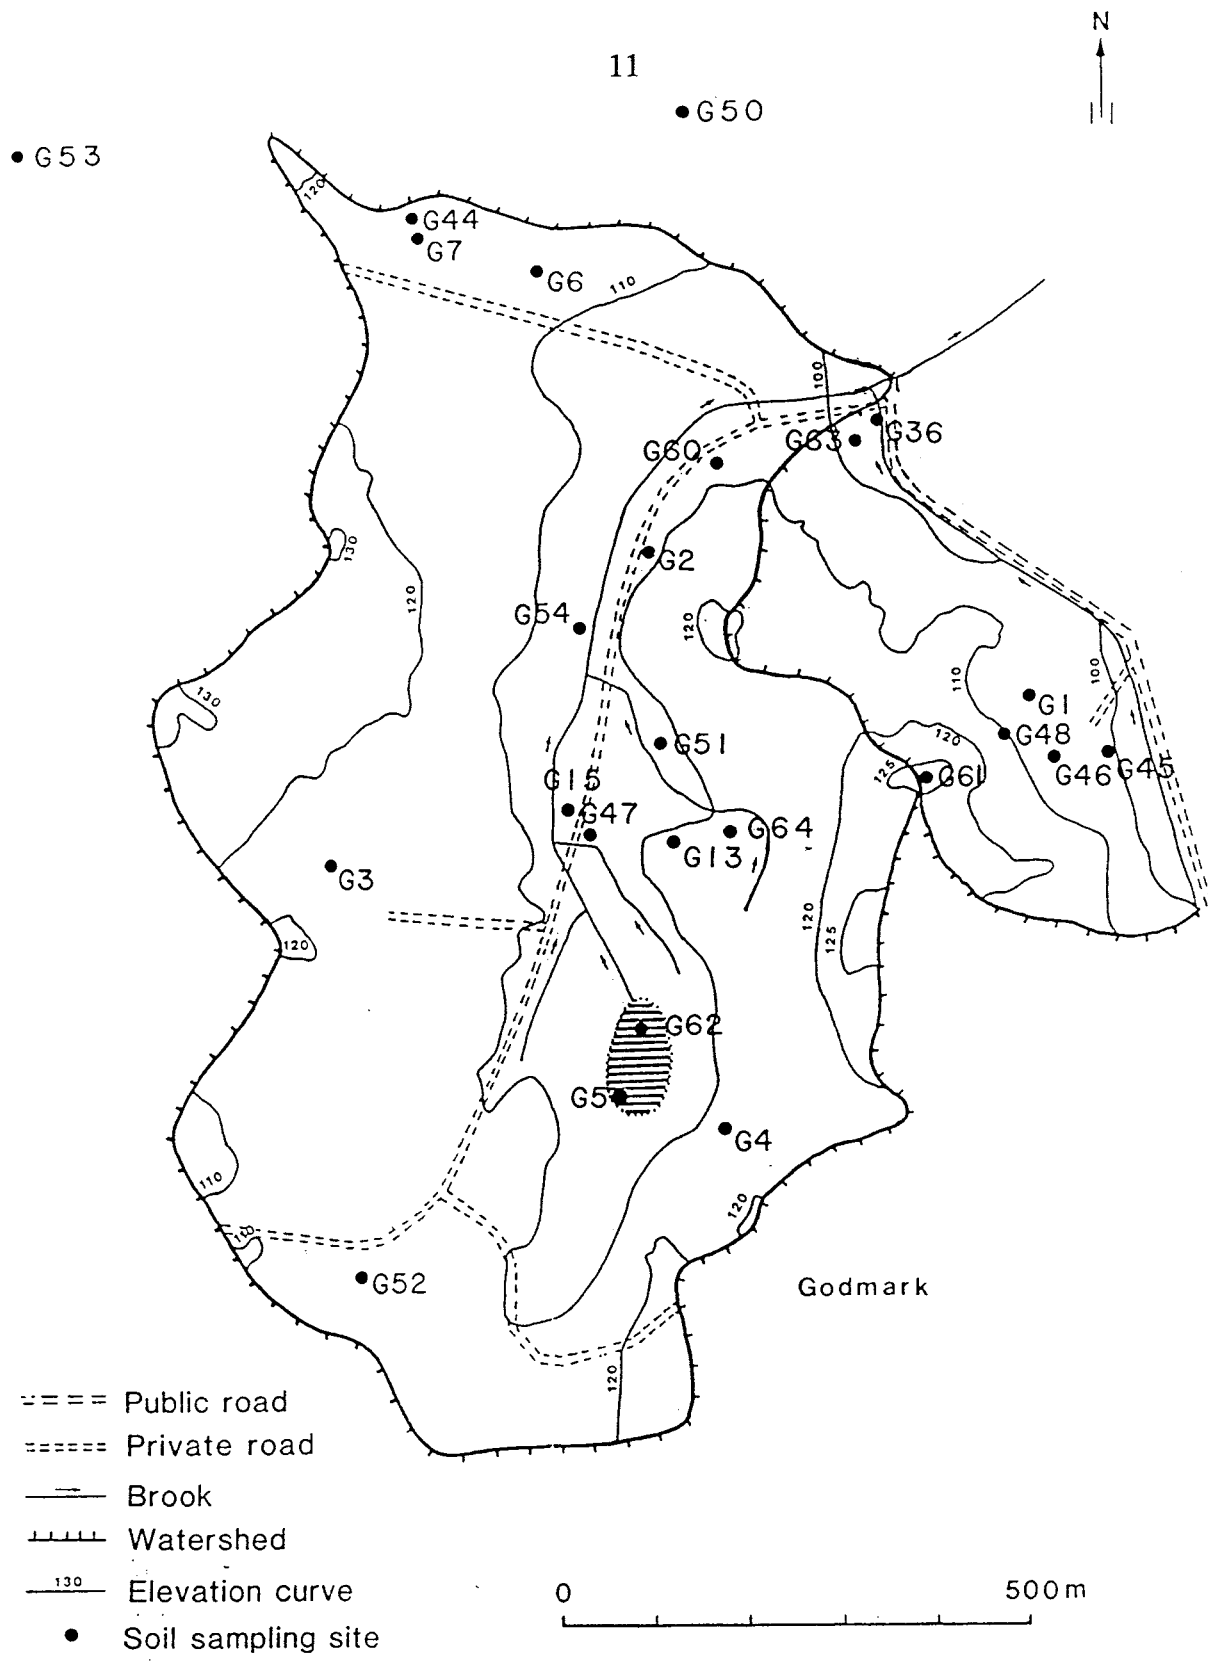 N
11
G50
G53
120
G44
G7
G6
110
100
G36
G63
G60
130
G2
120
G54
120
100
110
G1
130
G48
120
G51
125
G61
G46
G45
G15
G47
G64
G13
G3
120
125
120
G62
G5
G4
110
120
110
G52
Godmark
120
Public road
Private road
Brook
Watershed
130 Elevation curve
Soil sampling site
0 500m